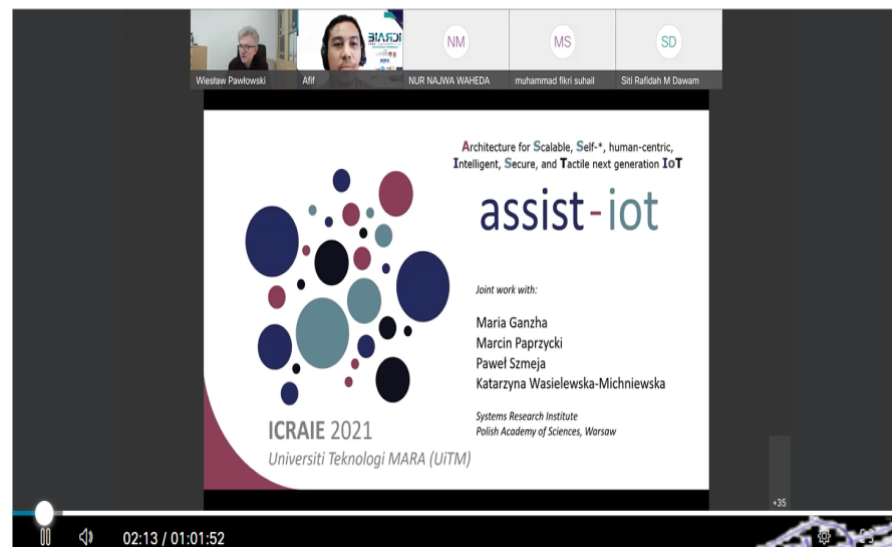 BIARDI
NM
MS
SD
Wiesław Pawłowski
Afif
NUR NAJWA WAHEDA
muhammad fikri suhail
Siti Rafidah M Dawam
Architecture for Scalable, Self-*, human-centric,
Intelligent, Secure, and Tactile next generation IoT
assist-iot
Joint work with:
Maria Ganzha
Marcin Paprzycki
Paweł Szmeja
Katarzyna Wasielewska-Michniewska
Systems Research Institute
Polish Academy of Sciences, Warsaw
ICRAIE 2021
Universiti Teknologi MARA (UiTM)
+35
02:13 / 01:01:52